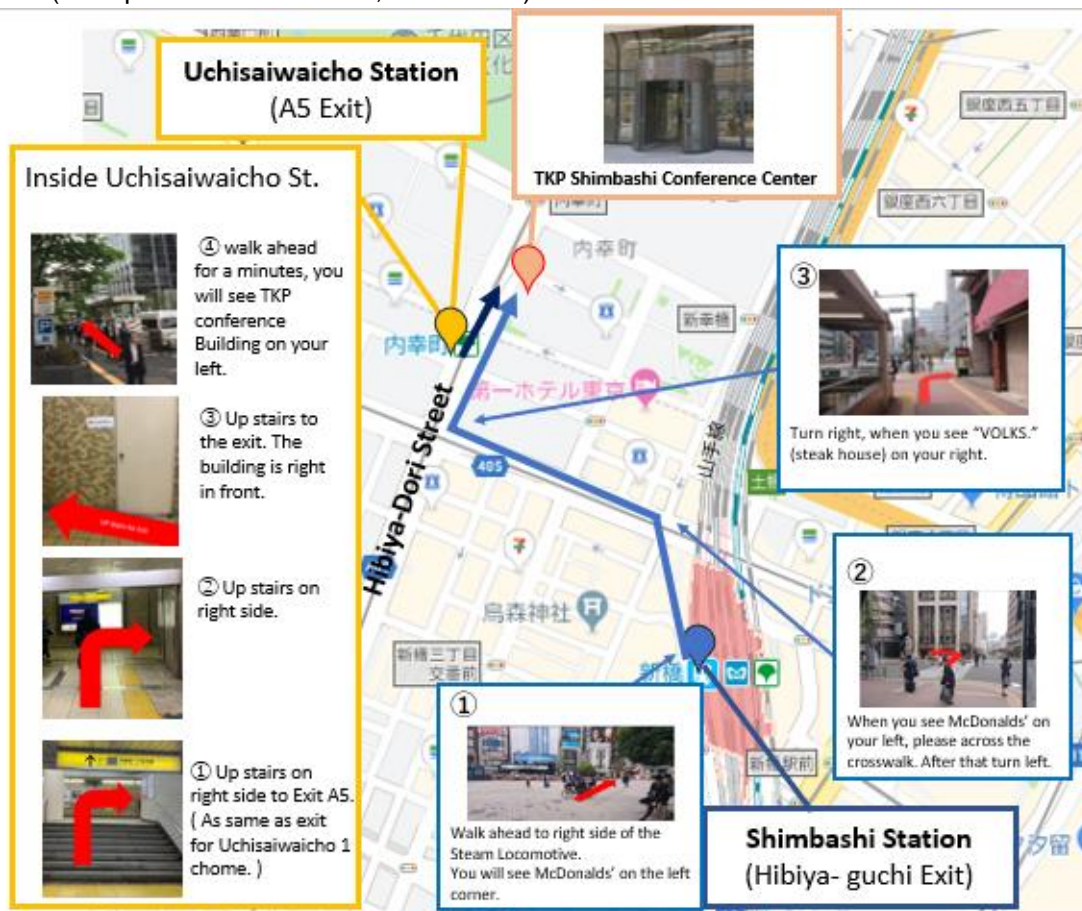 Uchisaiwaicho Station
(A5 Exit)
TKP Shimbashi Conference Center
Inside Uchisaiwaicho St.
④ walk ahead
for a minutes, you
will see TKP
conference
Building on your
left.
③ Up stairs to
the exit. The
building is right
in front.
② Up stairs on
right side.
① Up stairs on
right side to Exit A5.
( As same as exit
for Uchisaiwaicho 1
chome. )
銀座西五丁目
銀座西六丁目
内幸町
内幸町
新幸橋
内幸町
第一ホテル東京
山手線
405
Hibiya-Dori Street
烏森神社
新橋三丁目
交番前
新橋
汐留
③
Turn right, when you see “VOLKS.”
(steak house) on your right.
②
When you see McDonalds’ on
your left, please across the
crosswalk. After that turn left.
①
Walk ahead to right side of the
Steam Locomotive.
You will see McDonalds’ on the left
corner.
Shimbashi Station
(Hibiya- guchi Exit)